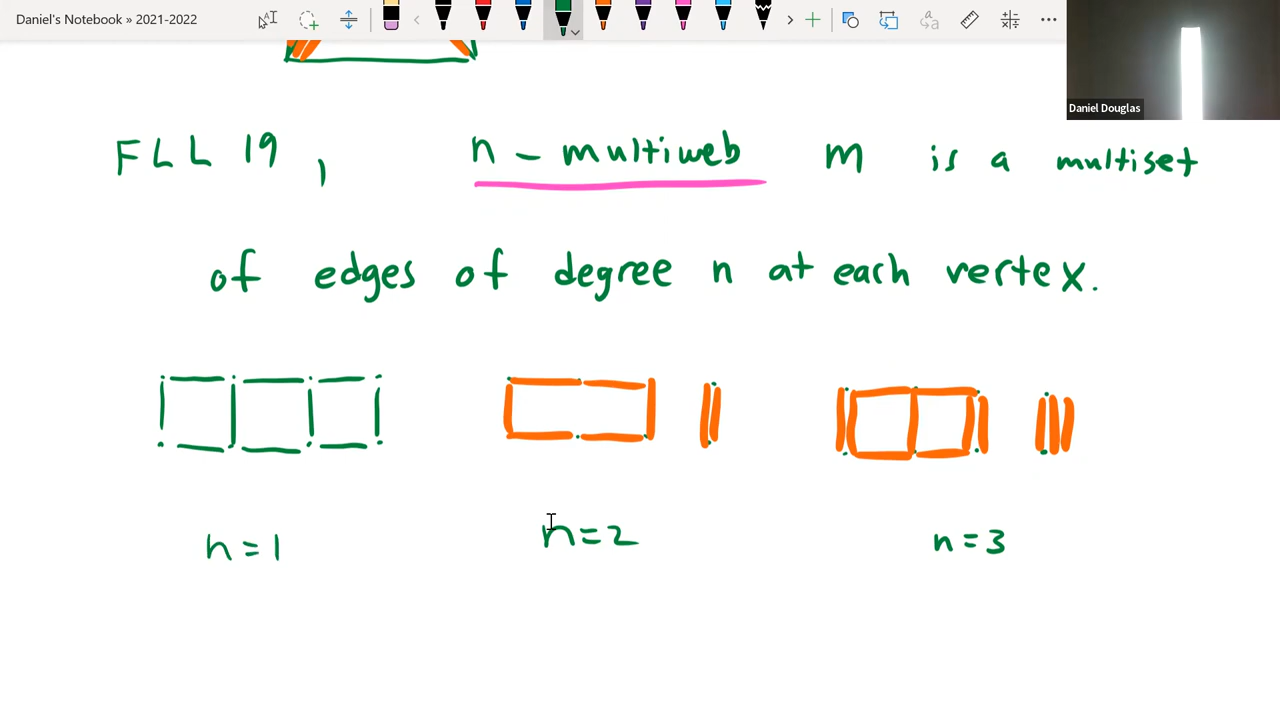 Daniel's Notebook » 2021-2022
Daniel Douglas
FLL 19, n - multiweb m is a multiset
of edges of degree n at each vertex.
n = 1 n = 2 n = 3